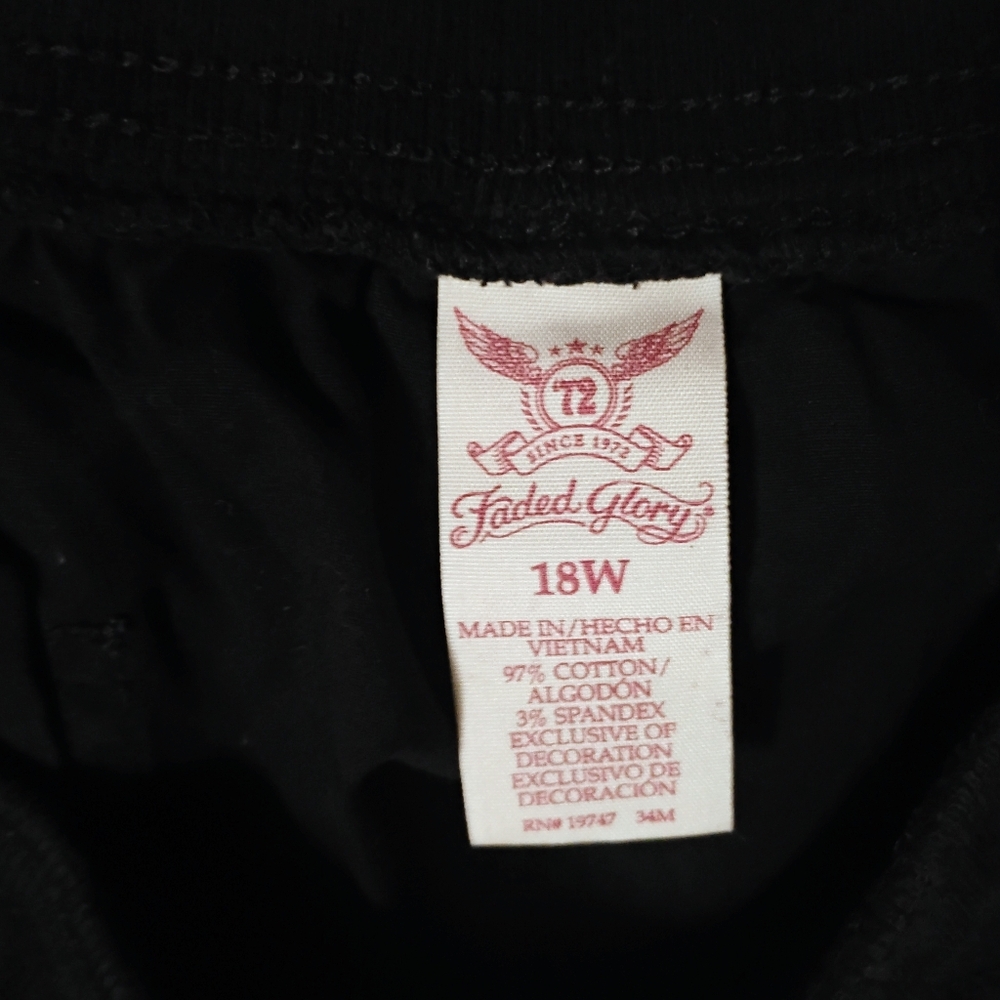 '72
SINCE 1972
Faded Glory
18W
MADE IN/HECHO EN
VIETNAM
97% COTTON/
ALGODÓN
3% SPANDEX
EXCLUSIVE OF
DECORATION
EXCLUSIVO DE
DECORACIÓN
RN# 19747 34M